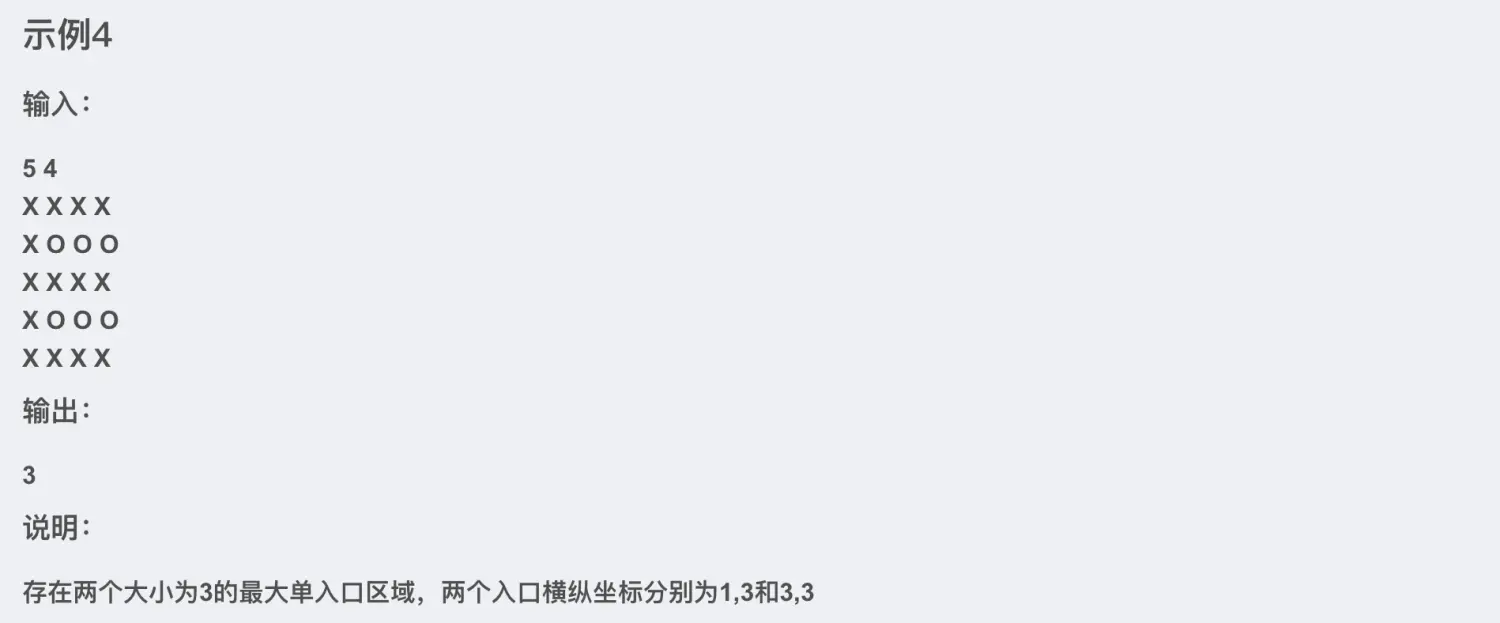 示例4
输入：
5 4
X X X X
X O O O
X X X X
X O O O
X X X X
输出：
3
说明：
存在两个大小为3的最大单入口区域，两个入口横纵坐标分别为1,3和3,3